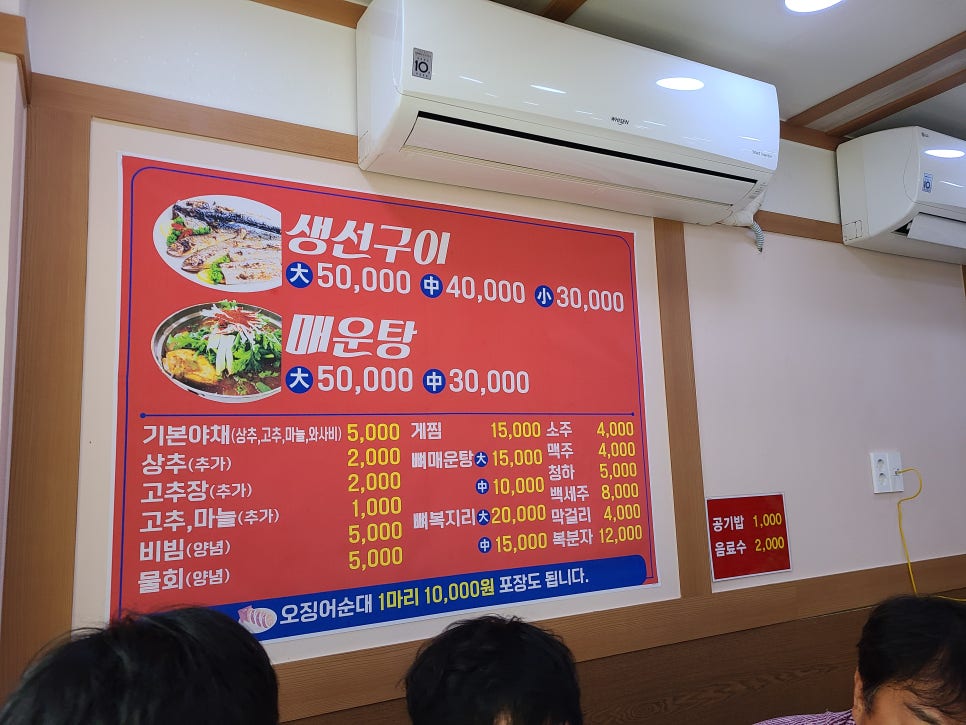 WHISEN
10
10
생선구이
大 50,000 中 40,000 小 30,000
매운탕
大 50,000 中 30,000
기본야채(상추,고추,마늘,와사비) 5,000
상추(추가) 2,000
고추장(추가) 2,000
고추,마늘(추가) 1,000
비빔(양념) 5,000
물회(양념) 5,000
게찜 15,000
뼈매운탕 大 15,000
中 10,000
뼈복지리 大 20,000
中 15,000
소주 4,000
맥주 4,000
청하 5,000
백세주 8,000
막걸리 4,000
복분자 12,000
오징어순대 1마리 10,000원 포장도 됩니다.
공기밥 1,000
음료수 2,000